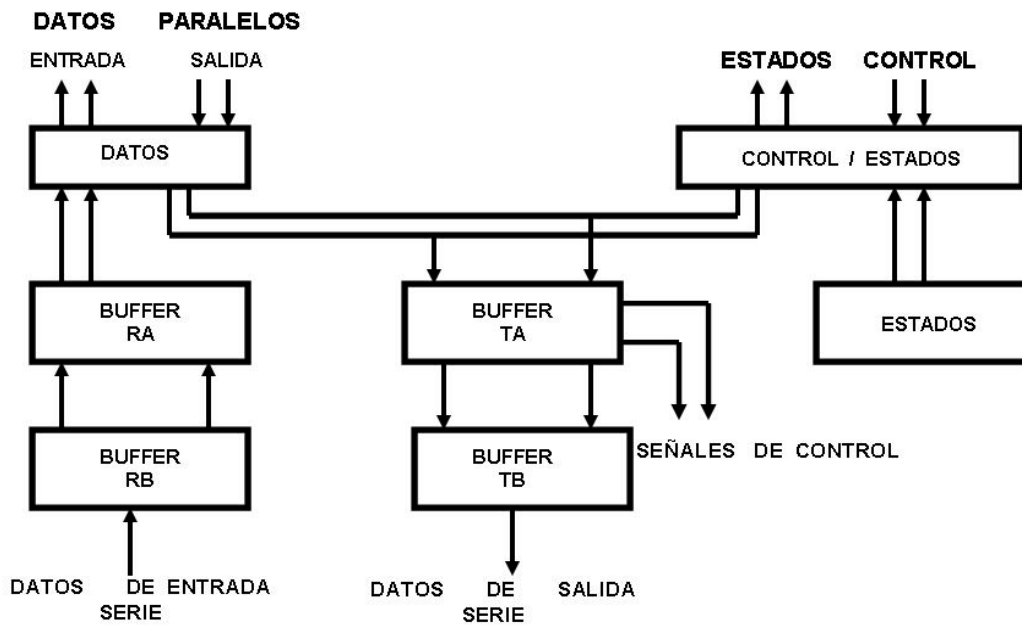 DATOS PARALELOS
ENTRADA SALIDA
ESTADOS CONTROL
DATOS
CONTROL / ESTADOS
BUFFER
RA
BUFFER
TA
ESTADOS
BUFFER
RB
BUFFER
TB
SEÑALES DE CONTROL
DATOS DE ENTRADA
SERIE
DATOS DE SALIDA
SERIE